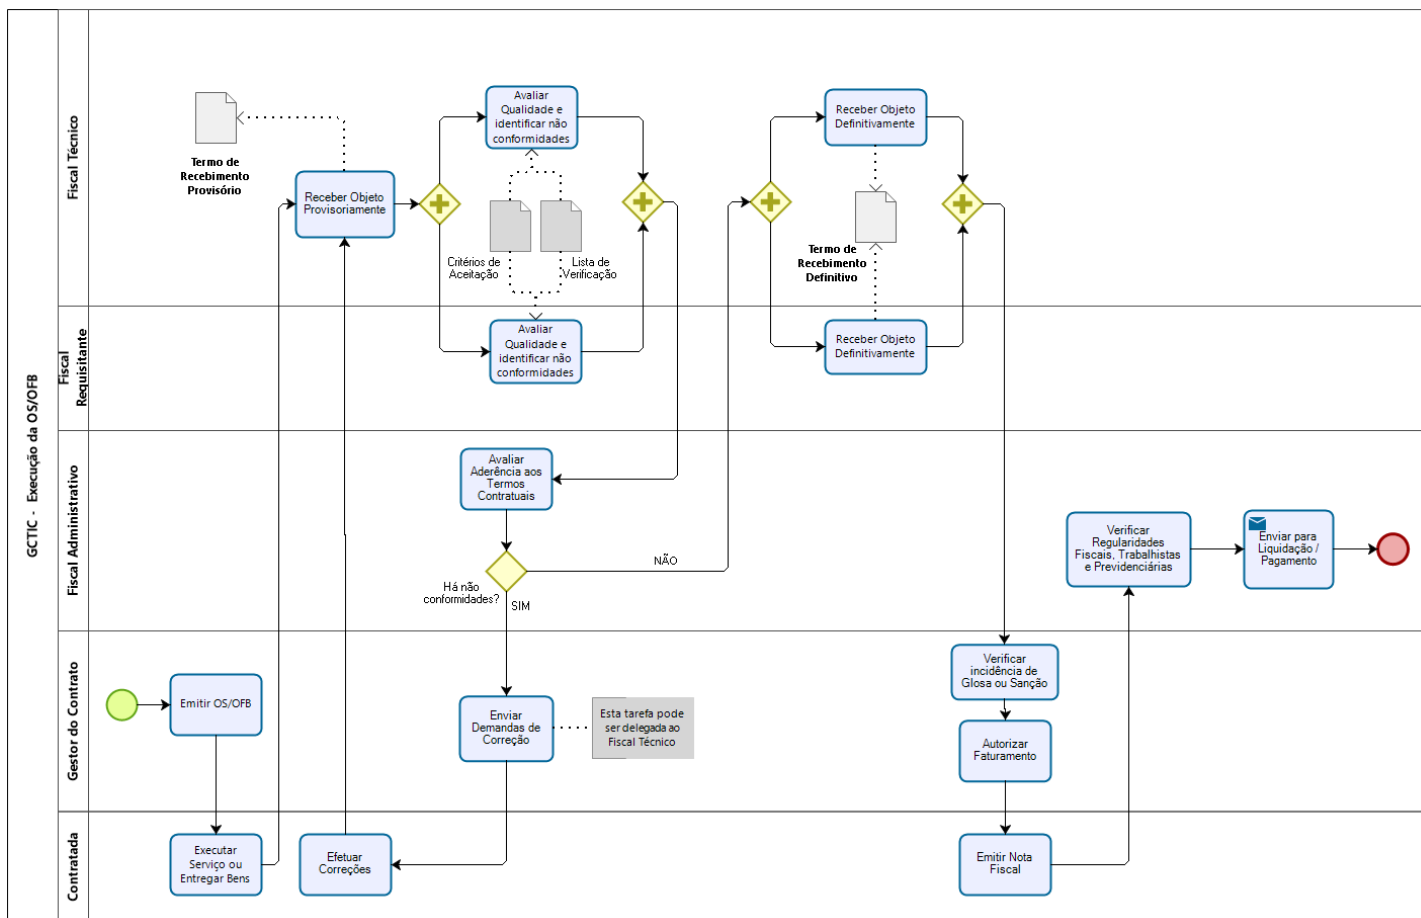 GCTIC - Execução da OS/OFB
Fiscal Técnico
Termo de
Recebimento
Provisório
Receber Objeto
Provisoriamente
Avaliar
Qualidade e
identificar não
conformidades
Critérios de
Aceitação
Lista de
Verificação
Receber Objeto
Definitivamente
Termo de
Recebimento
Definitivo
Fiscal
Requisitante
Avaliar
Qualidade e
identificar não
conformidades
Receber Objeto
Definitivamente
Fiscal Administrativo
Avaliar
Aderência aos
Termos
Contratuais
Há não
conformidades?
NÃO
SIM
Verificar
Regularidades
Fiscais, Trabalhistas
e Previdenciárias
Enviar para
Liquidação /
Pagamento
Gestor do Contrato
Emitir OS/OFB
Enviar
Demandas de
Correção
Esta tarefa pode
ser delegada ao
Fiscal Técnico
Verificar
incidência de
Glosa ou Sanção
Autorizar
Faturamento
Contratada
Executar
Serviço ou
Entregar Bens
Efetuar
Correções
Emitir Nota
Fiscal